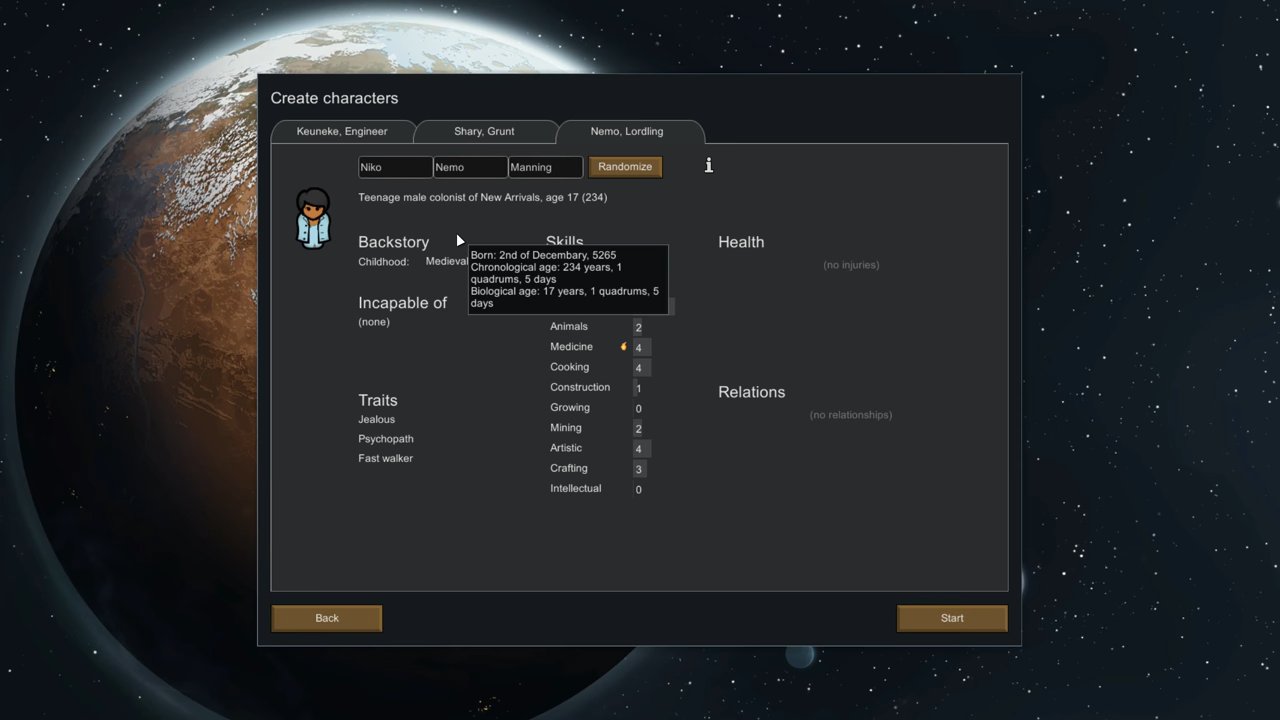 Create characters
Keuneke, Engineer
Shary, Grunt
Nemo, Lordling
Niko
Nemo
Manning
Randomize
Teenage male colonist of New Arrivals, age 17 (234)
Backstory
Childhood: Medieval
Incapable of
(none)
Traits
Jealous
Psychopath
Fast walker
Skills
Born: 2nd of Decembary, 5265
Chronological age: 234 years, 1
quadrums, 5 days
Biological age: 17 years, 1 quadrums, 5
days
Animals 2
Medicine 4
Cooking 4
Construction 1
Growing 0
Mining 2
Artistic 4
Crafting 3
Intellectual 0
Health
(no injuries)
Relations
(no relationships)
Back
Start